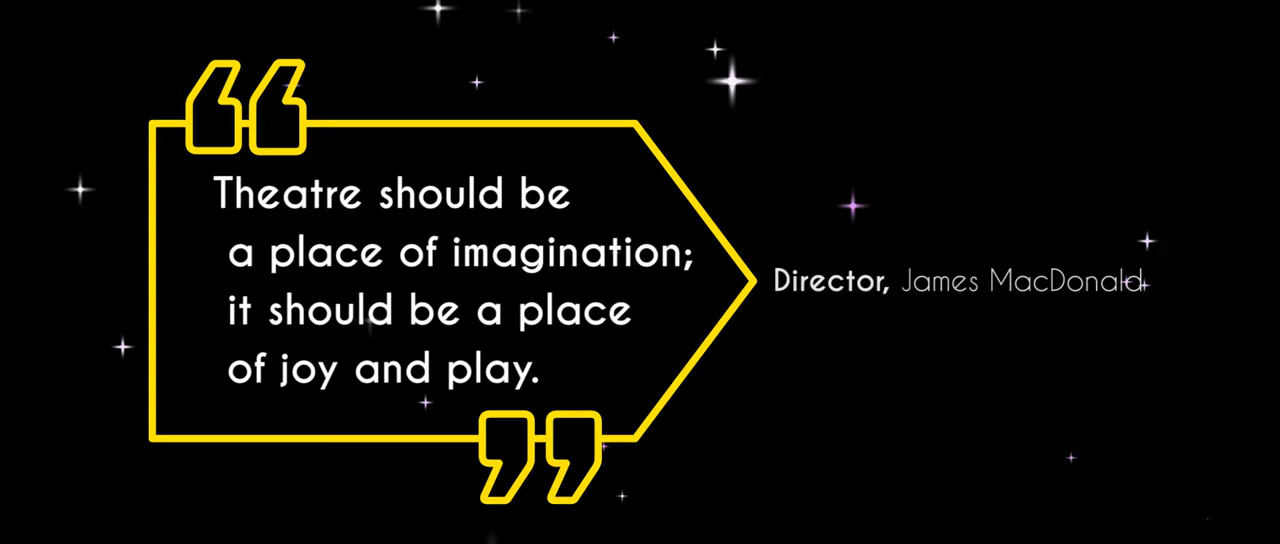 Theatre should be
a place of imagination;
it should be a place
of joy and play.
Director, James MacDonald